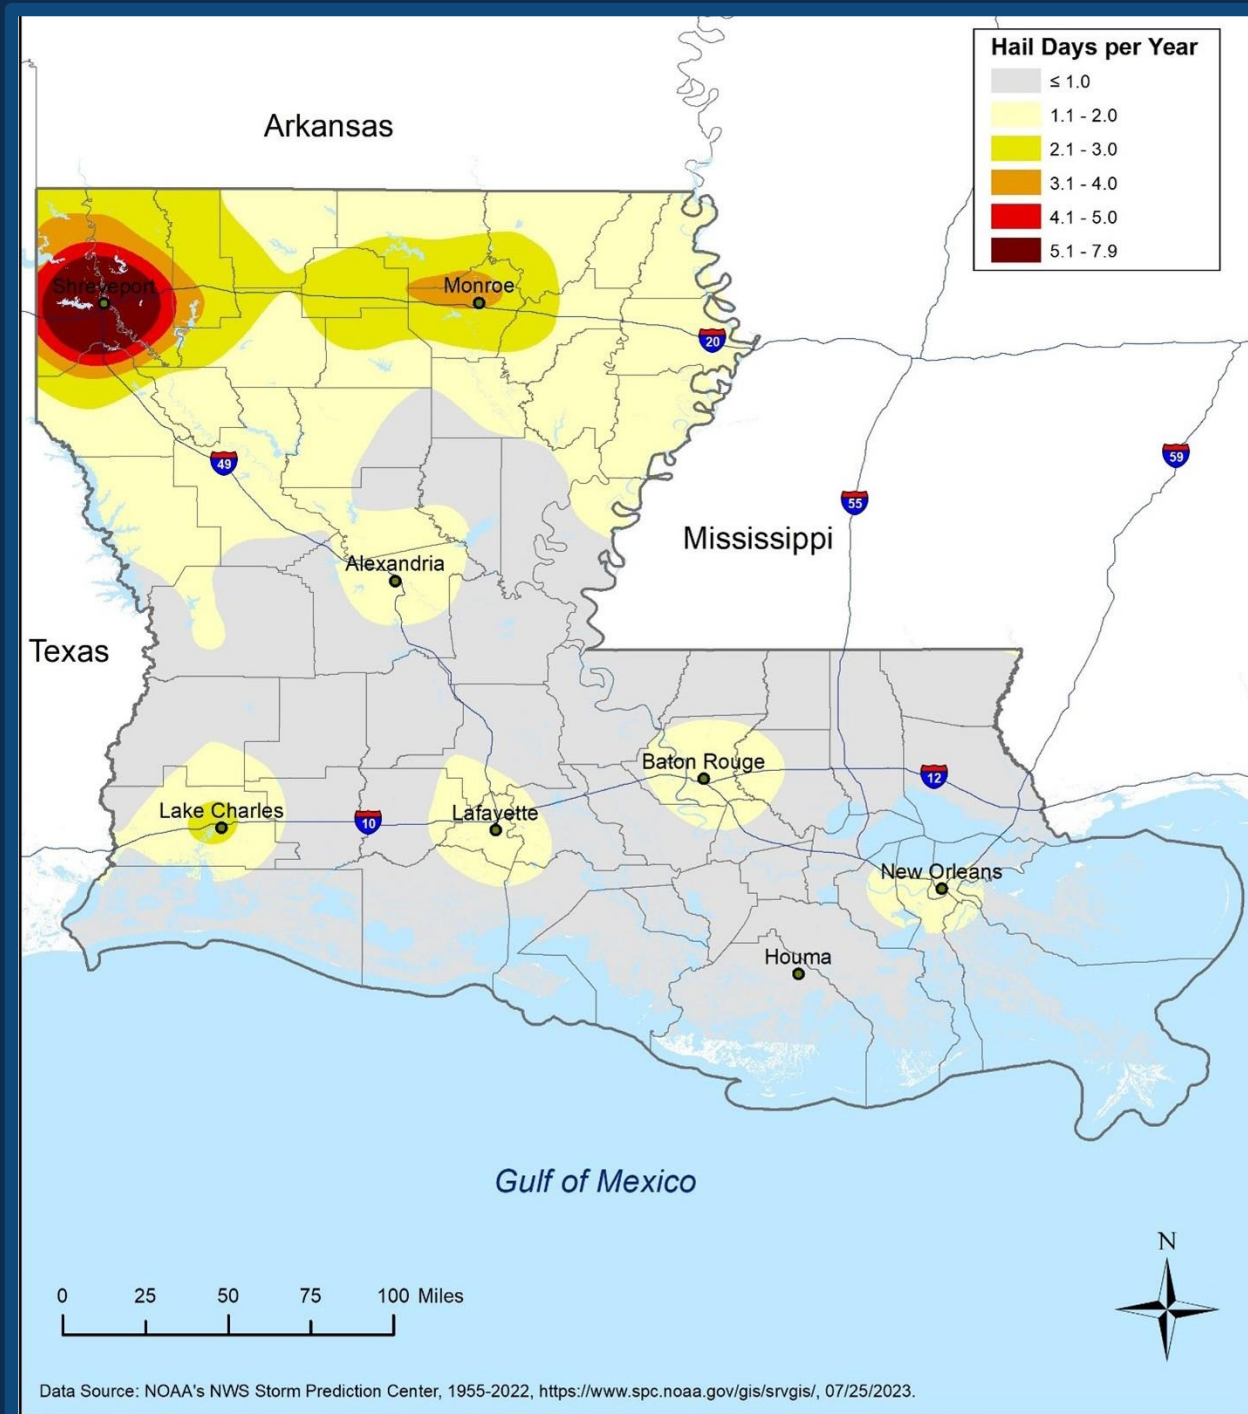 Hail Days per Year
≤ 1.0
1.1 - 2.0
2.1 - 3.0
3.1 - 4.0
4.1 - 5.0
5.1 - 7.9
Arkansas
Shreveport
Monroe
20
49
59
55
Mississippi
Alexandria
Texas
Baton Rouge
12
Lake Charles
10
Lafayette
New Orleans
Houma
Gulf of Mexico
N
0 25 50 75 100 Miles
Data Source: NOAA's NWS Storm Prediction Center, 1955-2022, https://www.spc.noaa.gov/gis/srvgis/, 07/25/2023.